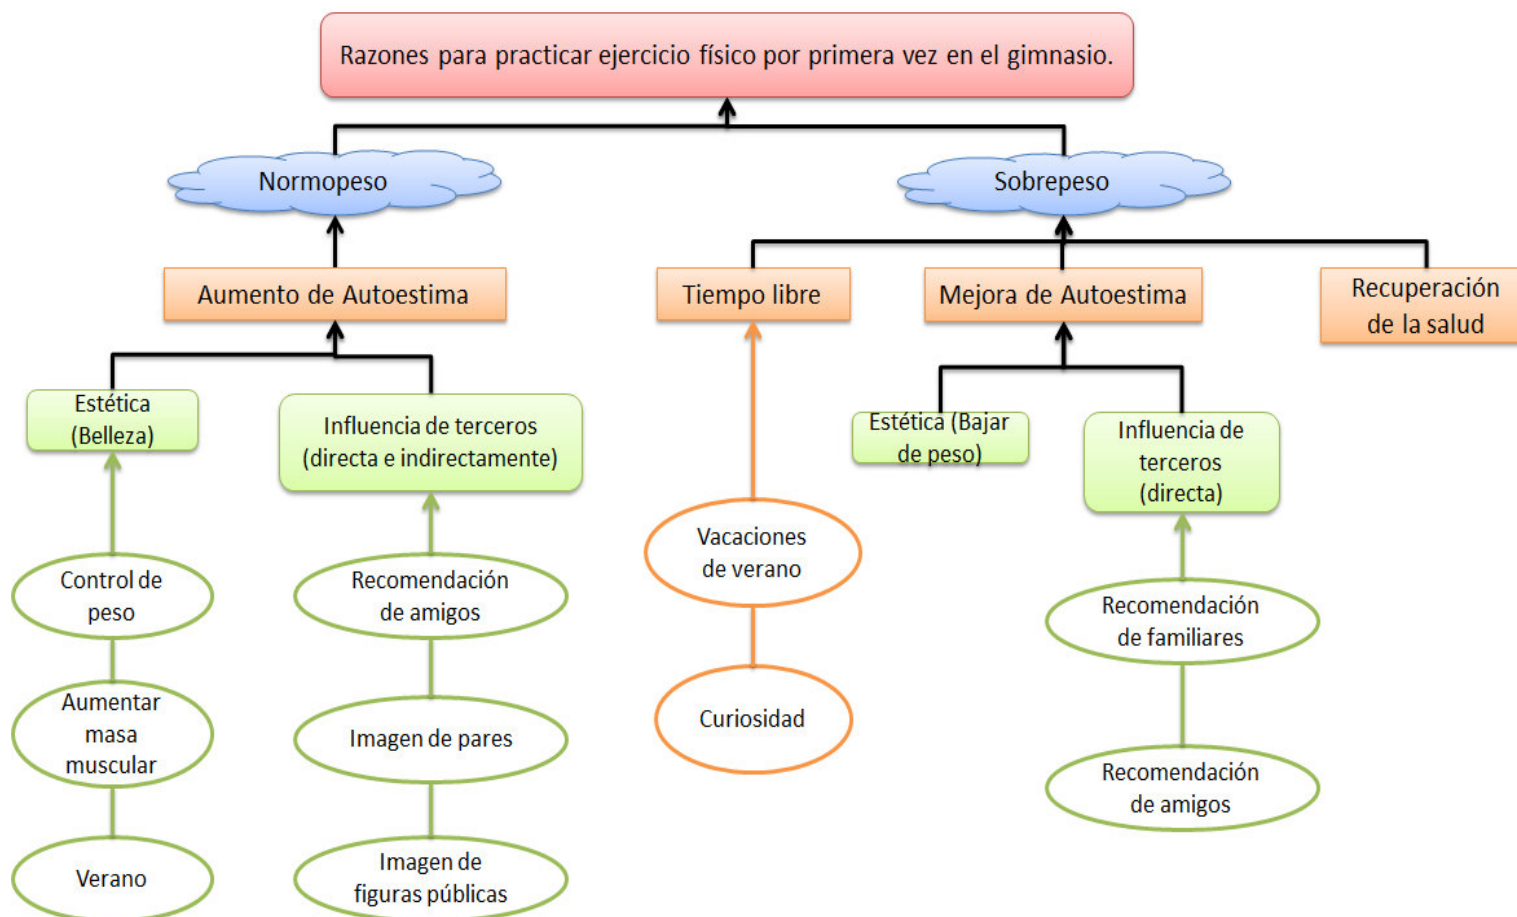 Razones para practicar ejercicio físico por primera vez en el gimnasio.
Normopeso
Sobrepeso
Aumento de Autoestima
Tiempo libre
Mejora de Autoestima
Recuperación
de la salud
Estética
(Belleza)
Influencia de terceros
(directa e indirectamente)
Estética (Bajar
de peso)
Influencia de
terceros
(directa)
Control de
peso
Recomendación
de amigos
Vacaciones
de verano
Recomendación
de familiares
Aumentar
masa
muscular
Imagen de pares
Curiosidad
Recomendación
de amigos
Verano
Imagen de
figuras públicas